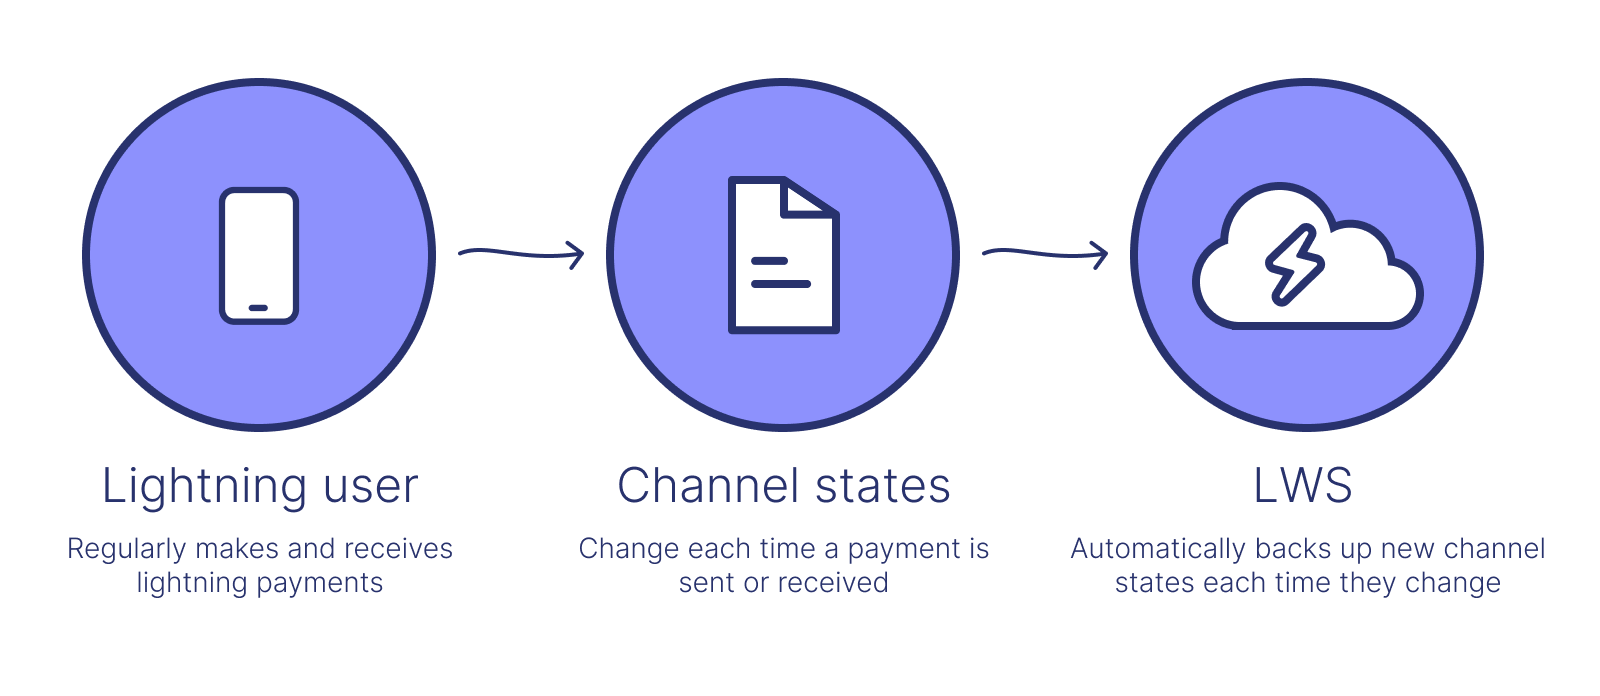 Lightning user
Regularly makes and receives
lightning payments
Channel states
Change each time a payment is
sent or received
LWS
Automatically backs up new channel
states each time they change